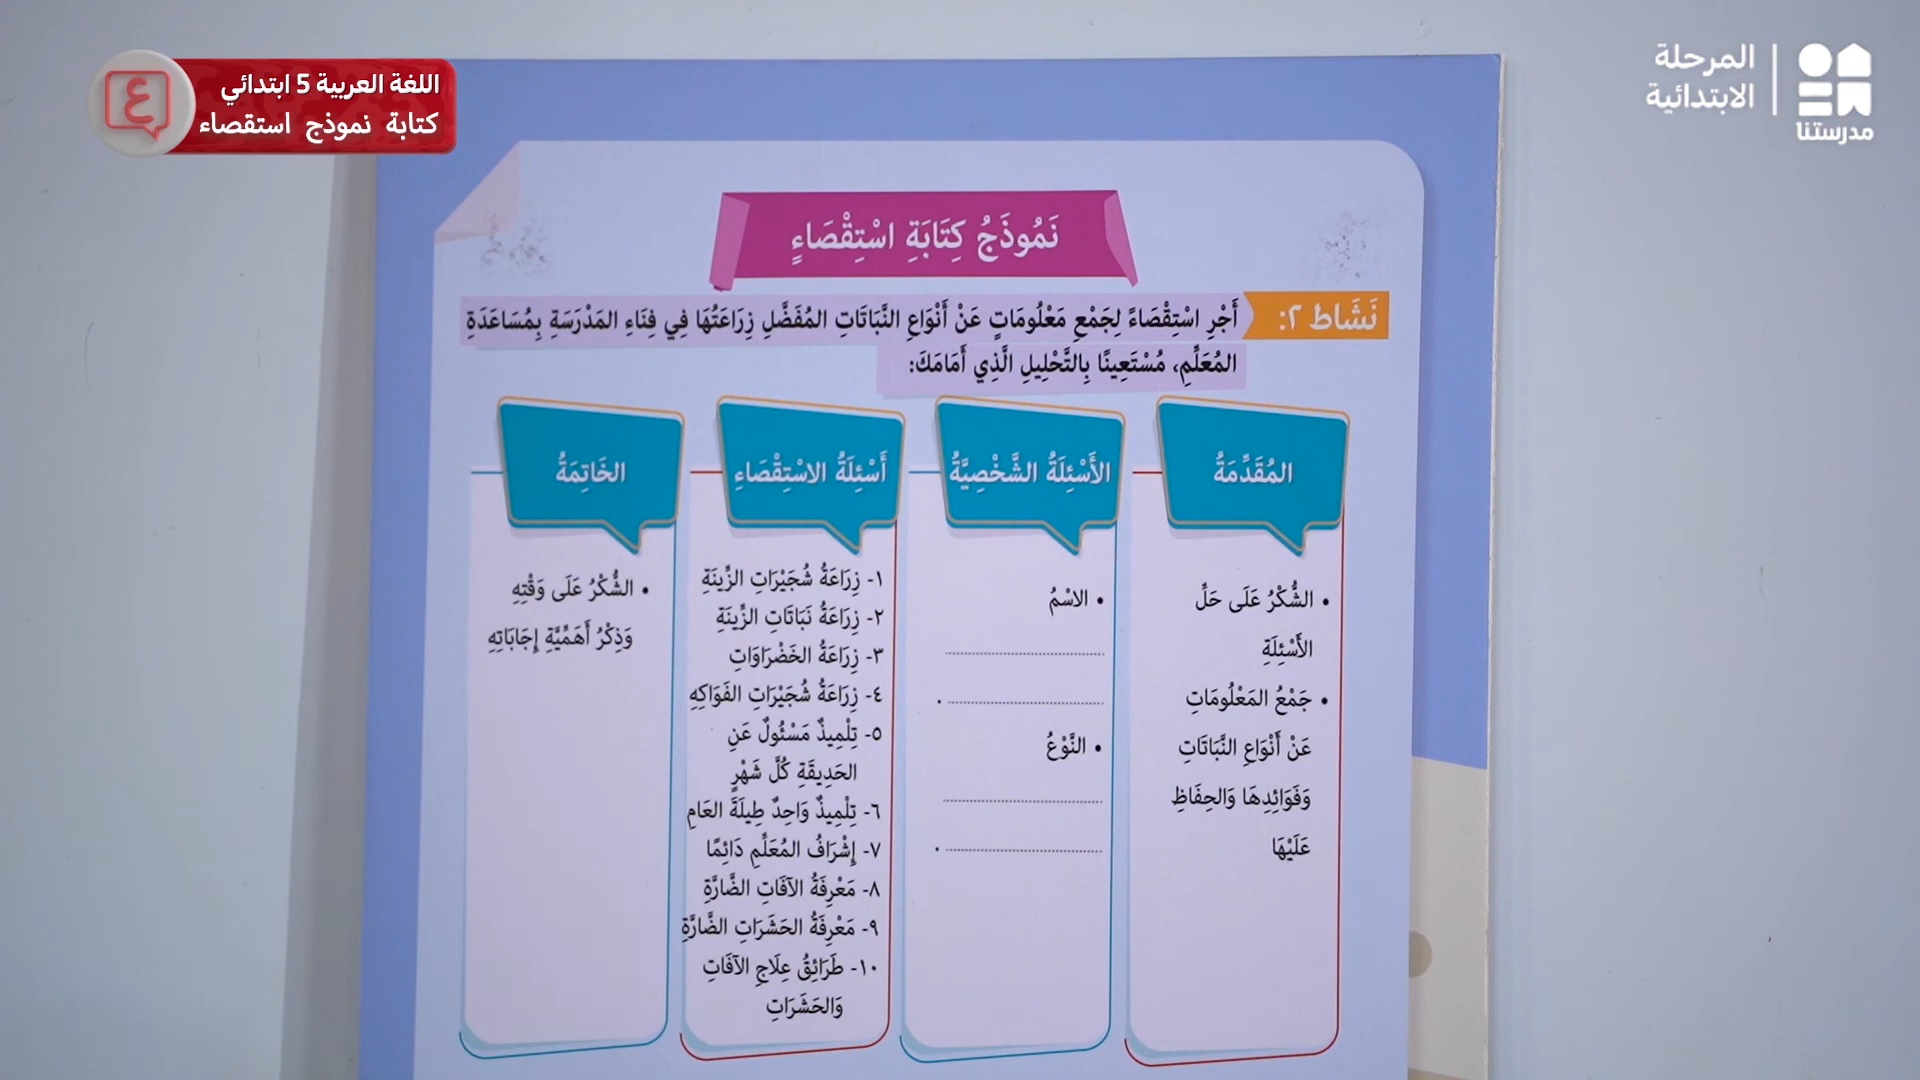 اللغة العربية 5 ابتدائي
كتابة نموذج استقصاء
المرحلة
الابتدائية
مدرستنا
نَمُوذَجُ كِتَابَةِ اسْتِقْصَاءٍ
نَشَاط ٢:
أَجْرِ اسْتِقْصَاءً لِجَمْعِ مَعْلُومَاتٍ عَنْ أَنْوَاعِ النَّبَاتَاتِ المُفَضَّلِ زِرَاعَتُهَا فِي فِنَاءِ المَدْرَسَةِ بِمُسَاعَدَةِ
المُعَلِّمِ، مُسْتَعِينًا بِالتَّحْلِيلِ الَّذِي أَمَامَكَ:
المُقَدِّمَةُ
• الشُّكْرُ عَلَى حَلِّ
الأَسْئِلَةِ
• جَمْعُ المَعْلُومَاتِ
عَنْ أَنْوَاعِ النَّبَاتَاتِ
وَفَوَائِدِهَا وَالحِفَاظِ
عَلَيْهَا
الأَسْئِلَةُ الشَّخْصِيَّةُ
• الاسْمُ
..........................
.......................... .
• النَّوْعُ
..........................
.......................... .
أَسْئِلَةُ الاسْتِقْصَاءِ
١- زِرَاعَةُ شُجَيْرَاتِ الزِّينَةِ
٢- زِرَاعَةُ نَبَاتَاتِ الزِّينَةِ
٣- زِرَاعَةُ الخَضْرَاوَاتِ
٤- زِرَاعَةُ شُجَيْرَاتِ الفَوَاكِهِ
٥- تِلْمِيذٌ مَسْئُولٌ عَنِ
الحَدِيقَةِ كُلَّ شَهْرٍ
٦- تِلْمِيذٌ وَاحِدٌ طِيلَةَ العَامِ
٧- إِشْرَافُ المُعَلِّمِ دَائِمًا
٨- مَعْرِفَةُ الآفَاتِ الضَّارَّةِ
٩- مَعْرِفَةُ الحَشَرَاتِ الضَّارَّةِ
١٠- طَرَائِقُ عِلَاجِ الآفَاتِ
وَالحَشَرَاتِ
الخَاتِمَةُ
• الشُّكْرُ عَلَى وَقْتِهِ
وَذِكْرُ أَهَمِّيَّةِ إِجَابَاتِهِ